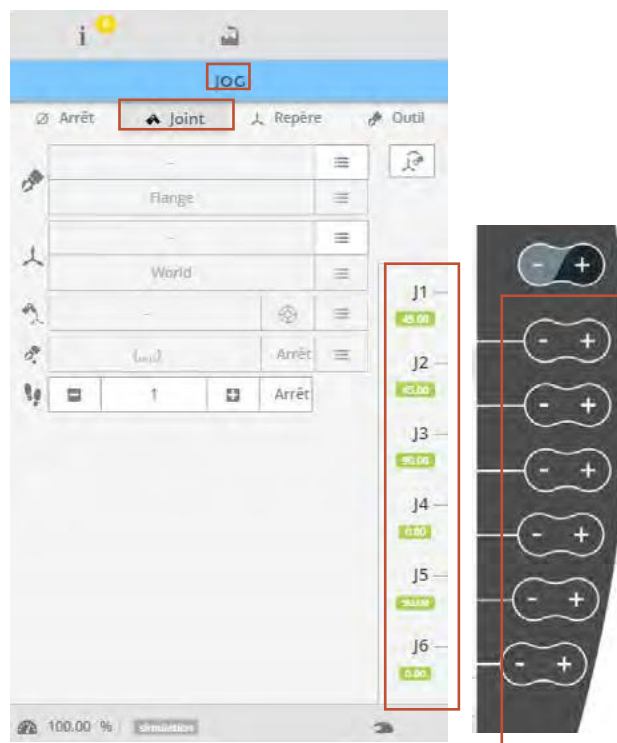 i
JOG
Arrêt Joint Repère Outil
-
Flange
-
World
-
Arrêt
1 Arrêt
J1
45.00
J2
45.00
J3
90.00
J4
0.00
J5
90.00
J6
0.00
100.00 % simulation
- +
- +
- +
- +
- +
- +
- +